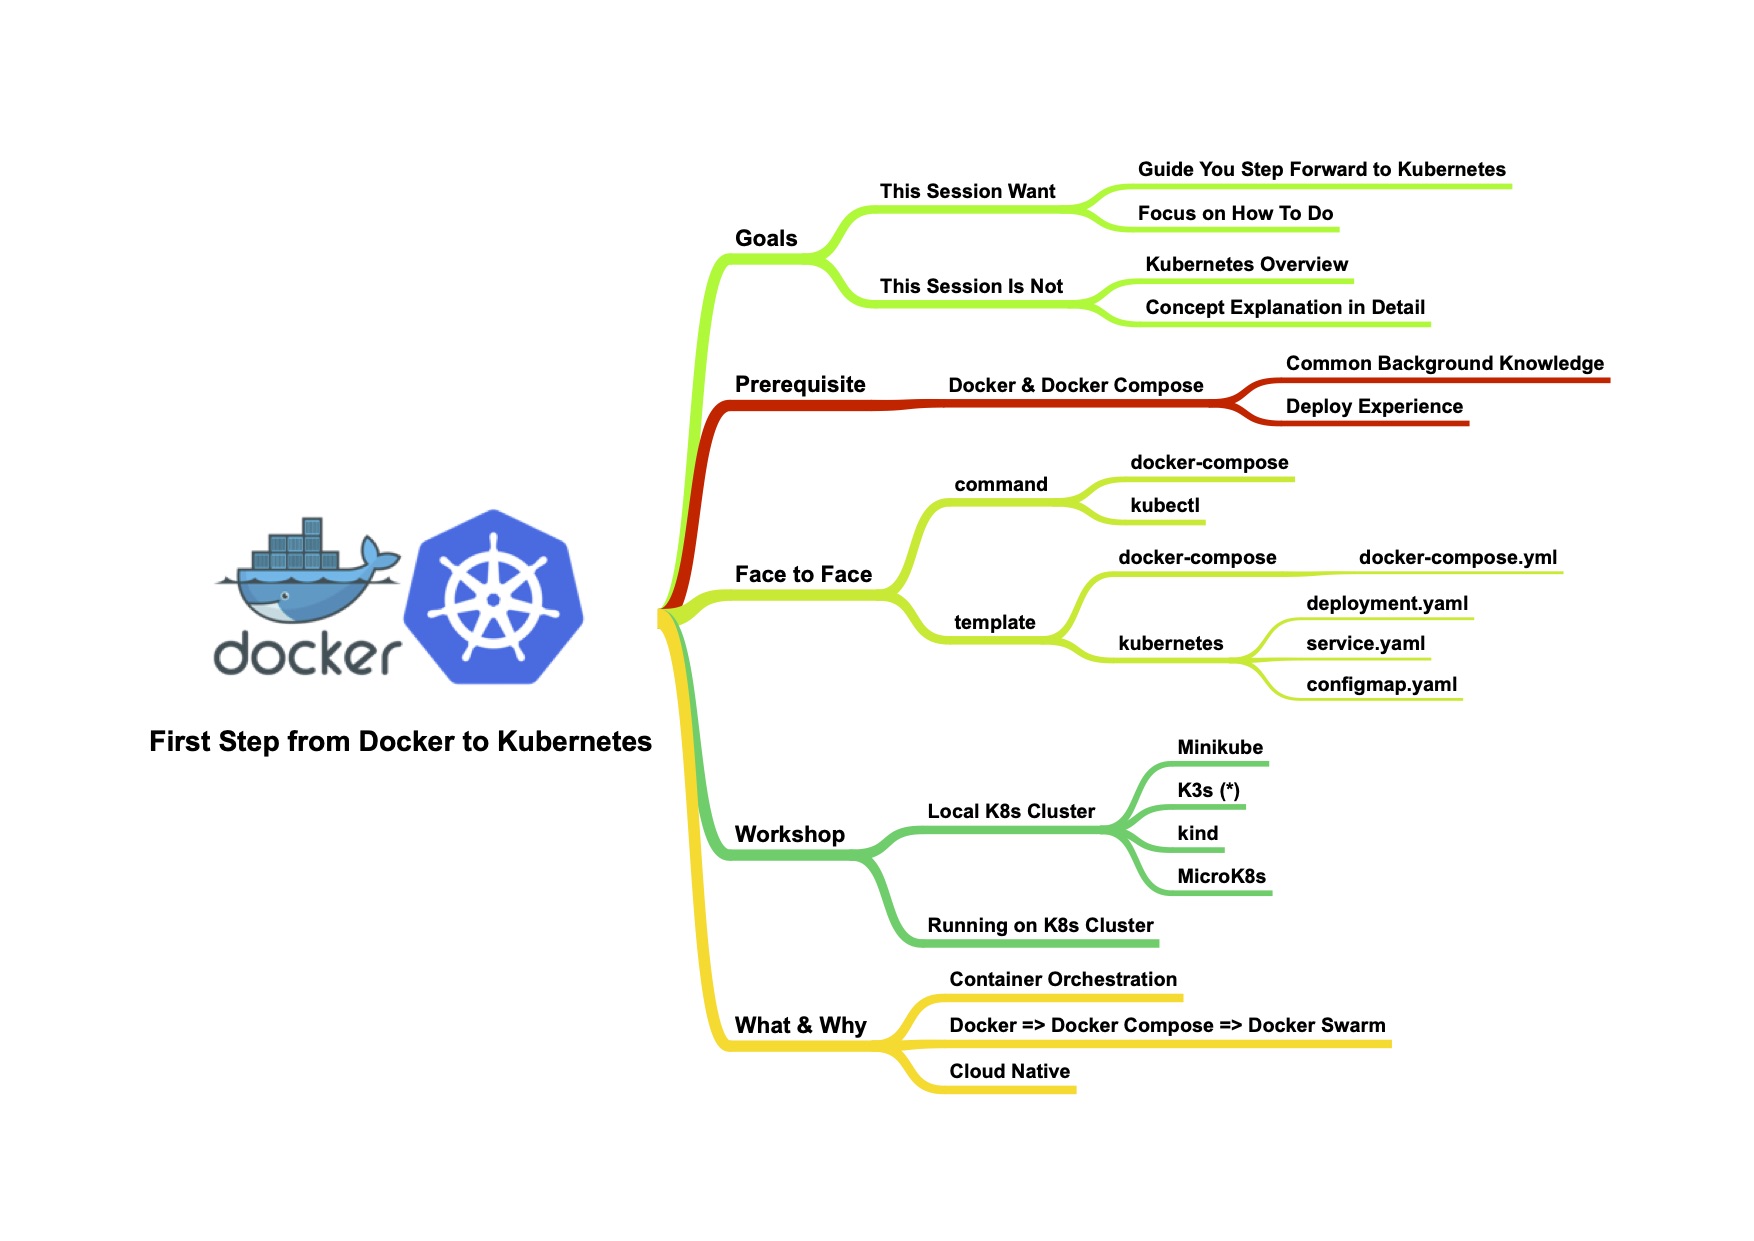 docker
First Step from Docker to Kubernetes
Goals
This Session Want
Guide You Step Forward to Kubernetes
Focus on How To Do
This Session Is Not
Kubernetes Overview
Concept Explanation in Detail
Prerequisite
Docker & Docker Compose
Common Background Knowledge
Deploy Experience
Face to Face
command
docker-compose
kubectl
template
docker-compose
docker-compose.yml
kubernetes
deployment.yaml
service.yaml
configmap.yaml
Workshop
Local K8s Cluster
Minikube
K3s (*)
kind
MicroK8s
Running on K8s Cluster
What & Why
Container Orchestration
Docker => Docker Compose => Docker Swarm
Cloud Native